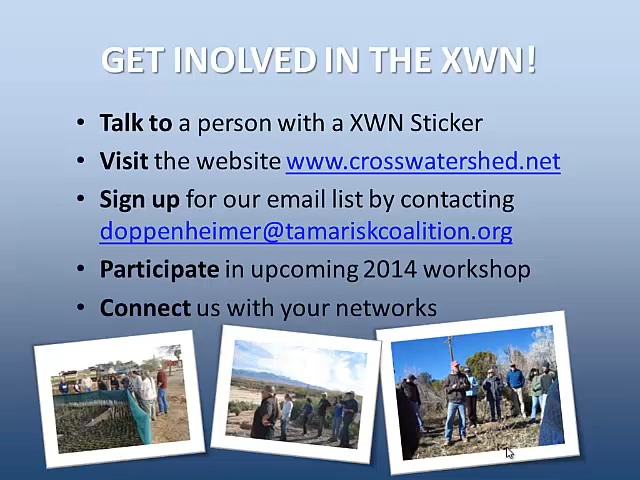 GET INOLVED IN THE XWN!
• Talk to a person with a XWN Sticker
• Visit the website www.crosswatershed.net
• Sign up for our email list by contacting
doppenheimer@tamariskcoalition.org
• Participate in upcoming 2014 workshop
• Connect us with your networks